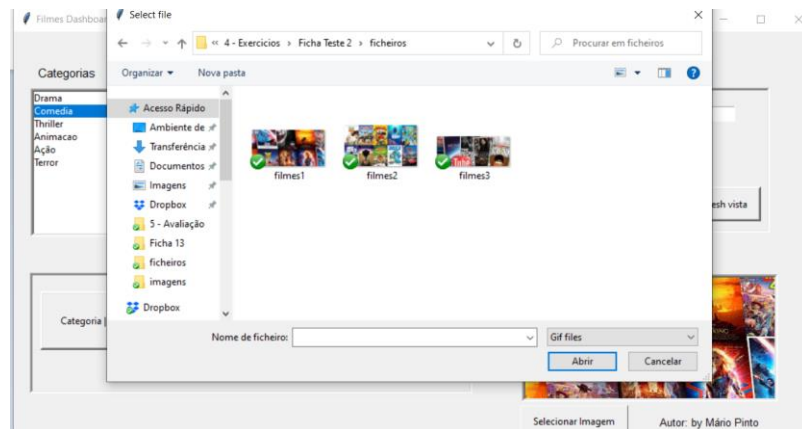 Filmes Dashboar
Select file
« 4 - Exercicios › Ficha Teste 2 › ficheiros
Procurar em ficheiros
Categorias
Organizar
Nova pasta
Drama
Comedia
Thriller
Animacao
Ação
Terror
Acesso Rápido
Ambiente de
Transferência
Documentos
Imagens
Dropbox
5 - Avaliação
Ficha 13
ficheiros
imagens
Dropbox
filmes1
filmes2
filmes3
esh vista
Categoria |
Nome de ficheiro:
Gif files
Abrir
Cancelar
Selecionar Imagem
Autor: by Mário Pinto